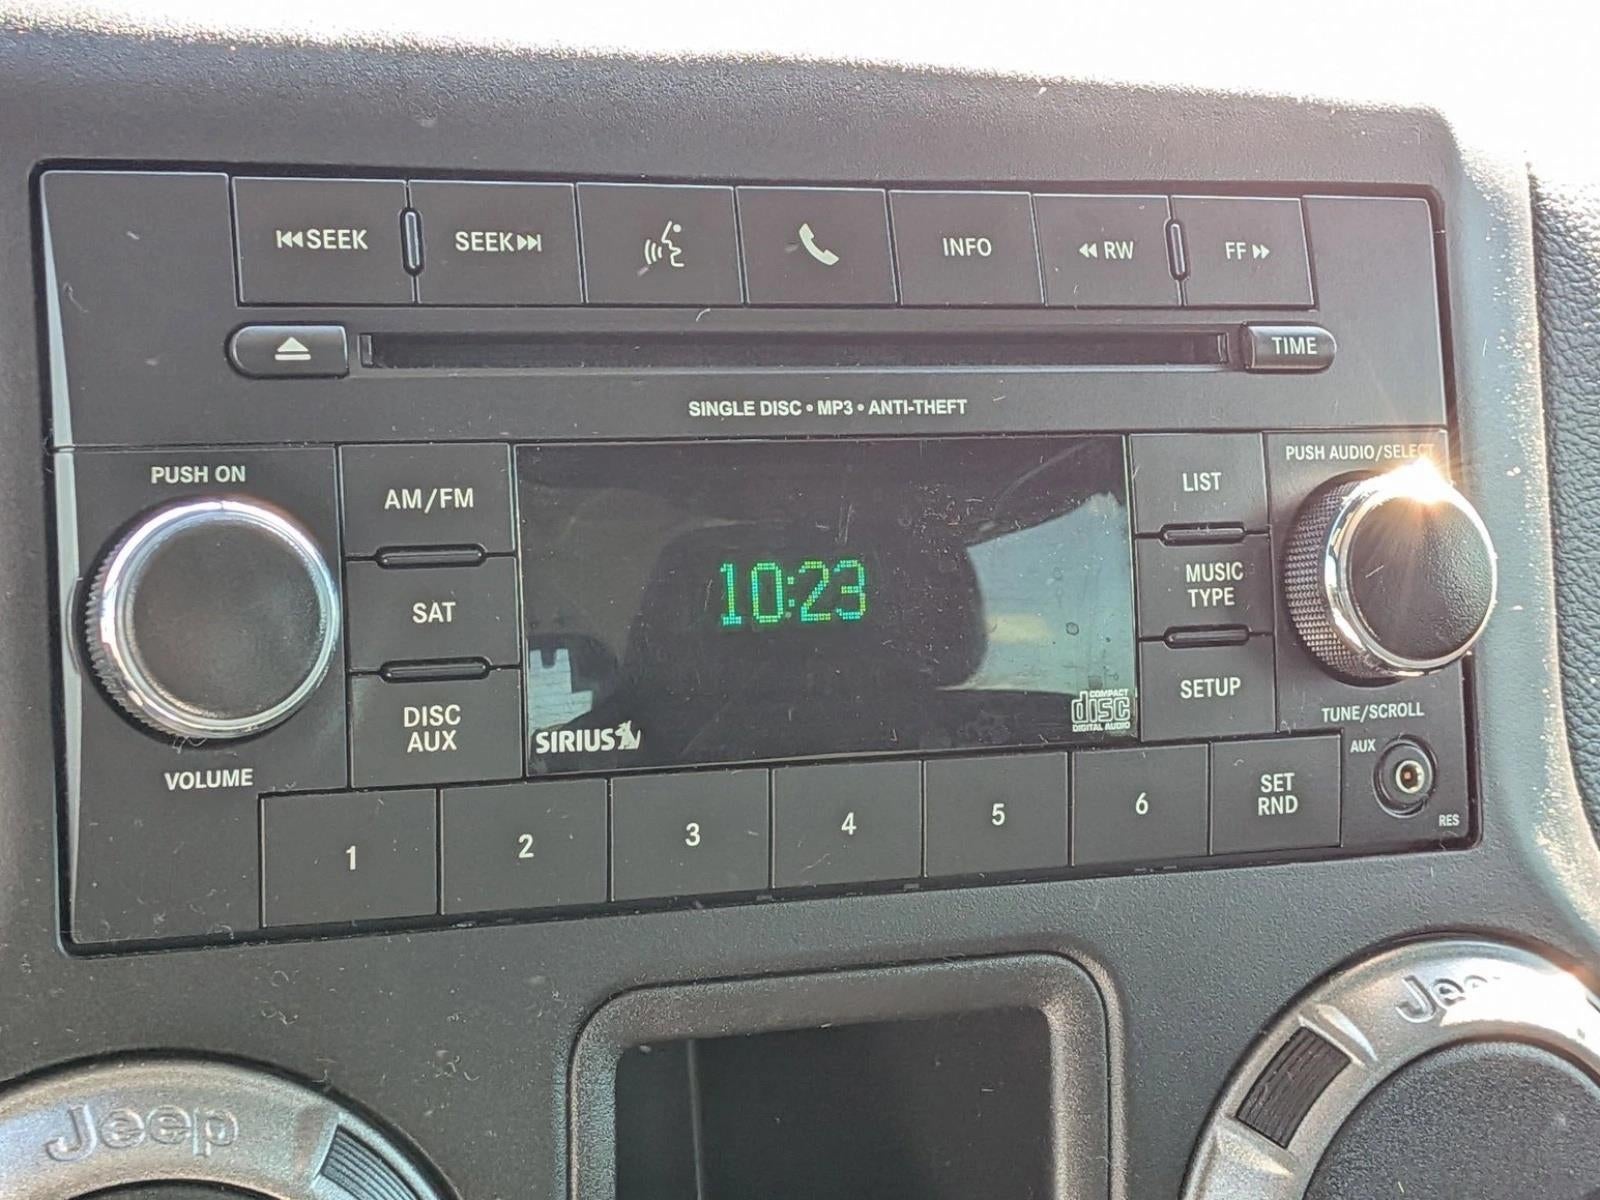 SEEK
SEEK
INFO
RW
FF
TIME
SINGLE DISC • MP3 • ANTI-THEFT
PUSH ON
AM/FM
LIST
PUSH AUDIO/SELECT
10:23
MUSIC
TYPE
SAT
SETUP
DISC
AUX
SIRIUS
COMPACT
disc
DIGITAL AUDIO
TUNE/SCROLL
VOLUME
AUX
SET
RND
1
2
3
4
5
6
RES
Jeep
Jeep